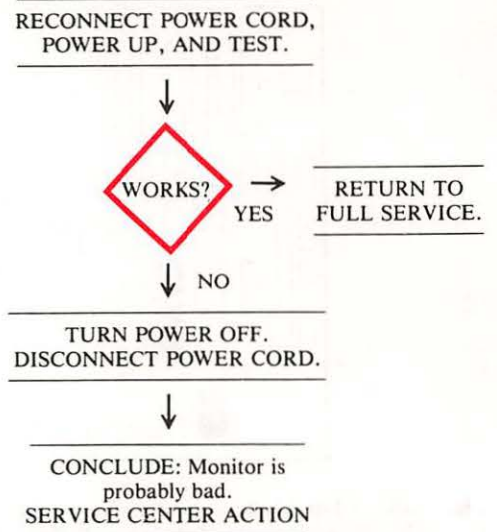 RECONNECT POWER CORD,
POWER UP, AND TEST.
WORKS?
YES
RETURN TO
FULL SERVICE.
NO
TURN POWER OFF.
DISCONNECT POWER CORD.
CONCLUDE: Monitor is
probably bad.
SERVICE CENTER ACTION